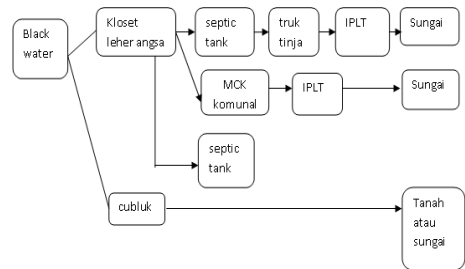 Black
water
Kloset
leher angsa
septic
tank
truk
tinja
IPLT
Sungai
MCK
komunal
IPLT
Sungai
septic
tank
cubluk
Tanah
atau
sungai